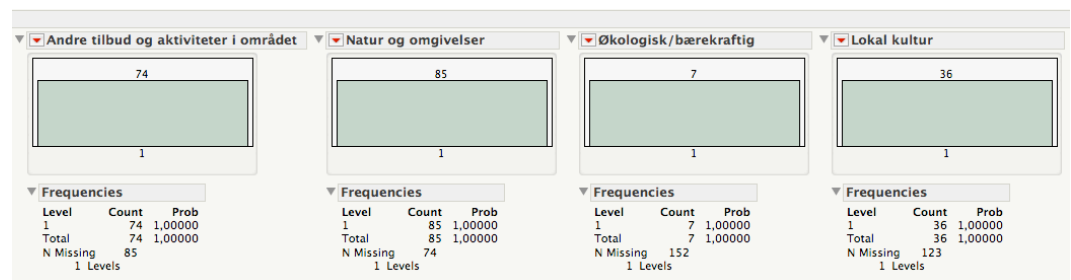 Andre tilbud og aktiviteter i området
74
1
Frequencies
Level Count Prob
1 74 1,00000
Total 74 1,00000
N Missing 85
1 Levels
Natur og omgivelser
85
1
Frequencies
Level Count Prob
1 85 1,00000
Total 85 1,00000
N Missing 74
1 Levels
Økologisk/bærekraftig
7
1
Frequencies
Level Count Prob
1 7 1,00000
Total 7 1,00000
N Missing 152
1 Levels
Lokal kultur
36
1
Frequencies
Level Count Prob
1 36 1,00000
Total 36 1,00000
N Missing 123
1 Levels